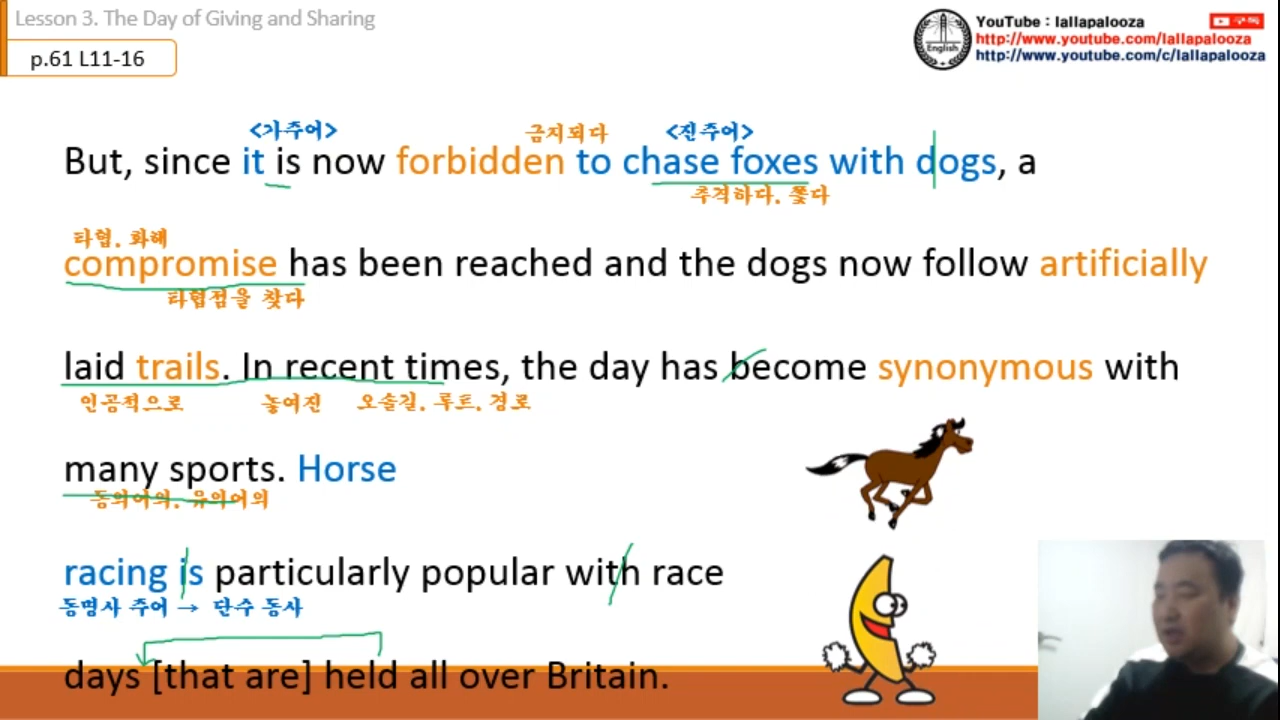 Lesson 3. The Day of Giving and Sharing
p.61 L11-16
English
YouTube : lallapalooza
구독
http://www.youtube.com/lallapalooza
http://www.youtube.com/c/lallapalooza
<가주어> 금지되다 <진주어>
But, since it is now forbidden to chase foxes with dogs, a
추격하다. 쫓다
타협. 화해
compromise has been reached and the dogs now follow artificially
타협점을 찾다
laid trails. In recent times, the day has become synonymous with
인공적으로 놓여진 오솔길. 루트. 경로
many sports. Horse
동의어의. 유의어의
racing is particularly popular with race
동명사 주어 → 단수 동사
days [that are] held all over Britain.